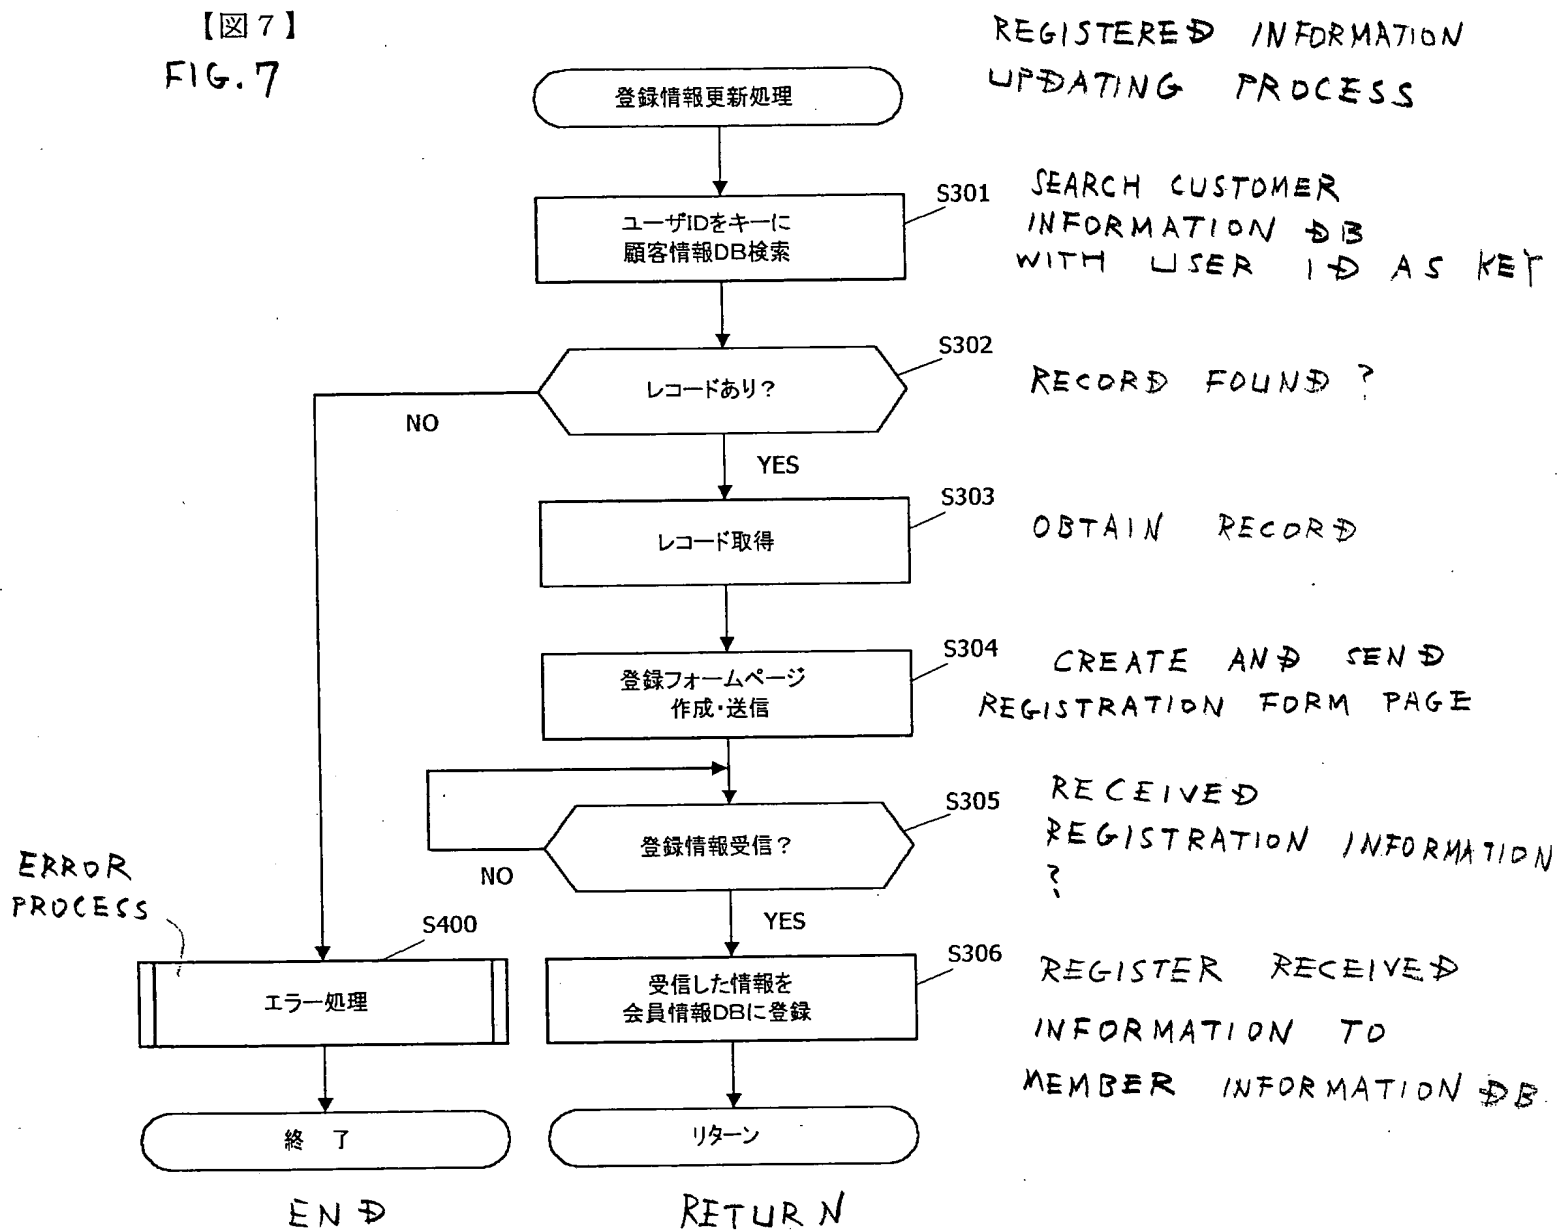 【図７】
FIG.7
REGISTERED INFORMATION
UPDATING PROCESS
登録情報更新処理
S301
ユーザIDをキーに
顧客情報DB検索
SEARCH CUSTOMER
INFORMATION DB
WITH USER ID AS KEY
S302
レコードあり？
RECORD FOUND ?
NO
YES
S303
レコード取得
OBTAIN RECORD
S304
登録フォームページ
作成・送信
CREATE AND SEND
REGISTRATION FORM PAGE
S305
登録情報受信？
RECEIVED
REGISTRATION INFORMATION
?
NO
YES
ERROR
PROCESS
S400
エラー処理
S306
受信した情報を
会員情報DBに登録
REGISTER RECEIVED
INFORMATION TO
MEMBER INFORMATION DB
終 了
リターン
END
RETURN